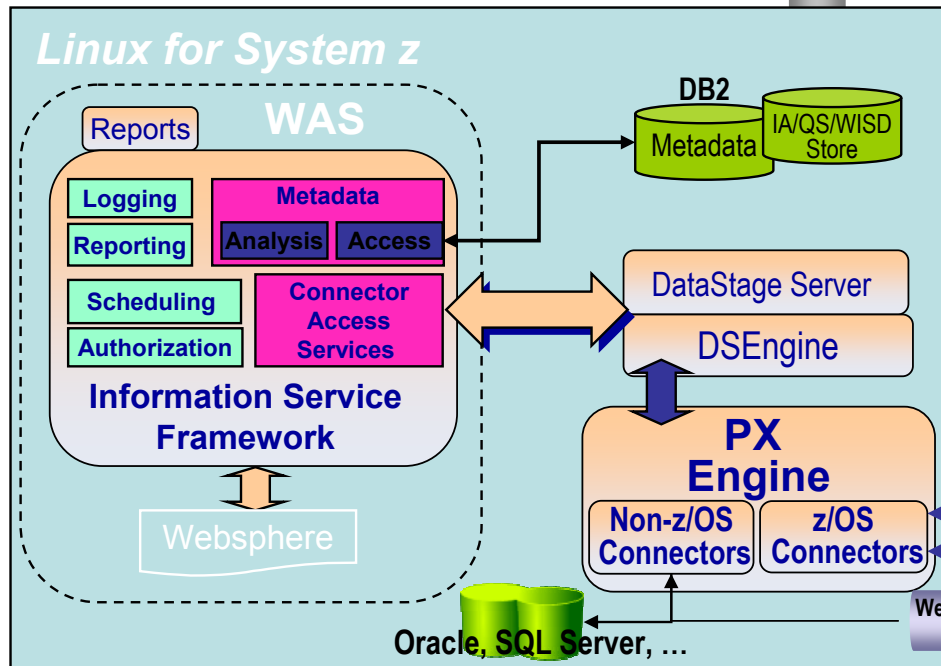 Linux for System z
WAS
Reports
Logging
Reporting
Metadata
Analysis
Access
Scheduling
Authorization
Connector
Access
Services
Information Service
Framework
Websphere
DB2
Metadata
IA/QS/WISD
Store
DataStage Server
DSEngine
PX
Engine
Non-z/OS
Connectors
z/OS
Connectors
Oracle, SQL Server, …
We